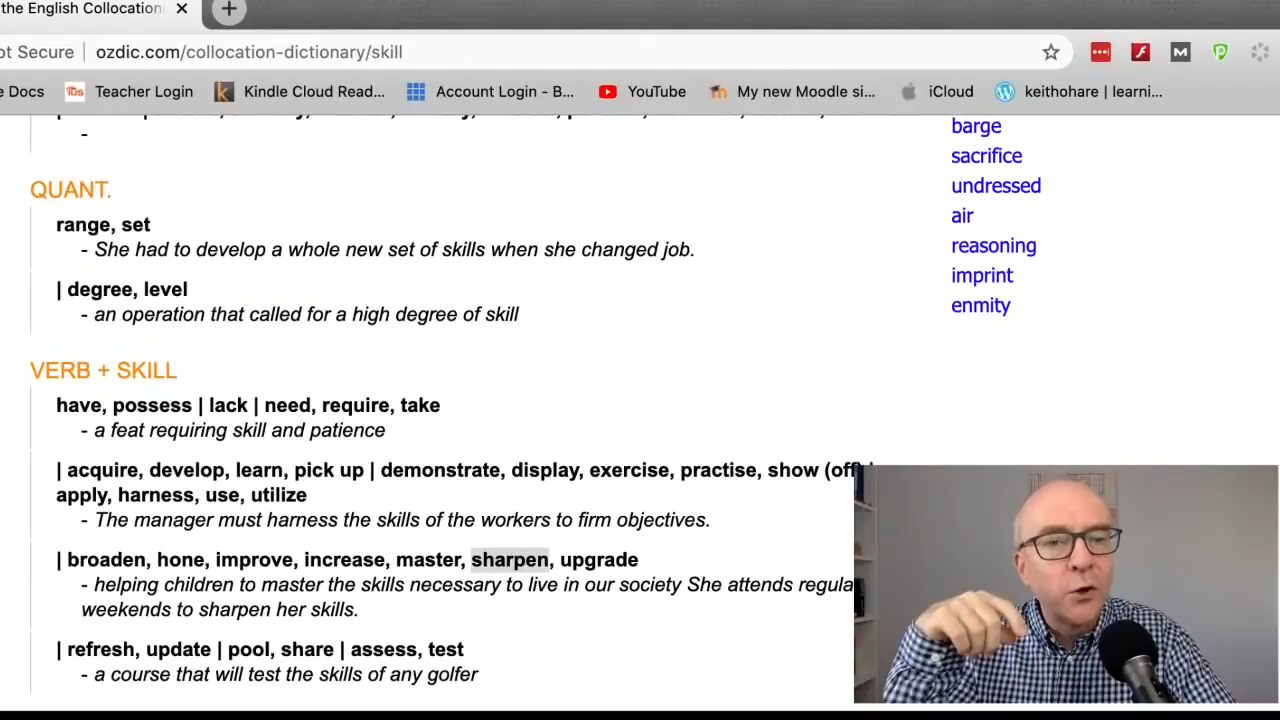 the English Collocation
ot Secure | ozdic.com/collocation-dictionary/skill
e Docs Teacher Login Kindle Cloud Read... Account Login - B... YouTube My new Moodle si... iCloud keithohare | learni...
-
QUANT.
range, set
- She had to develop a whole new set of skills when she changed job.
| degree, level
- an operation that called for a high degree of skill
VERB + SKILL
have, possess | lack | need, require, take
- a feat requiring skill and patience
| acquire, develop, learn, pick up | demonstrate, display, exercise, practise, show (off) |
apply, harness, use, utilize
- The manager must harness the skills of the workers to firm objectives.
| broaden, hone, improve, increase, master, sharpen, upgrade
- helping children to master the skills necessary to live in our society She attends regula
weekends to sharpen her skills.
| refresh, update | pool, share | assess, test
- a course that will test the skills of any golfer
barge
sacrifice
undressed
air
reasoning
imprint
enmity